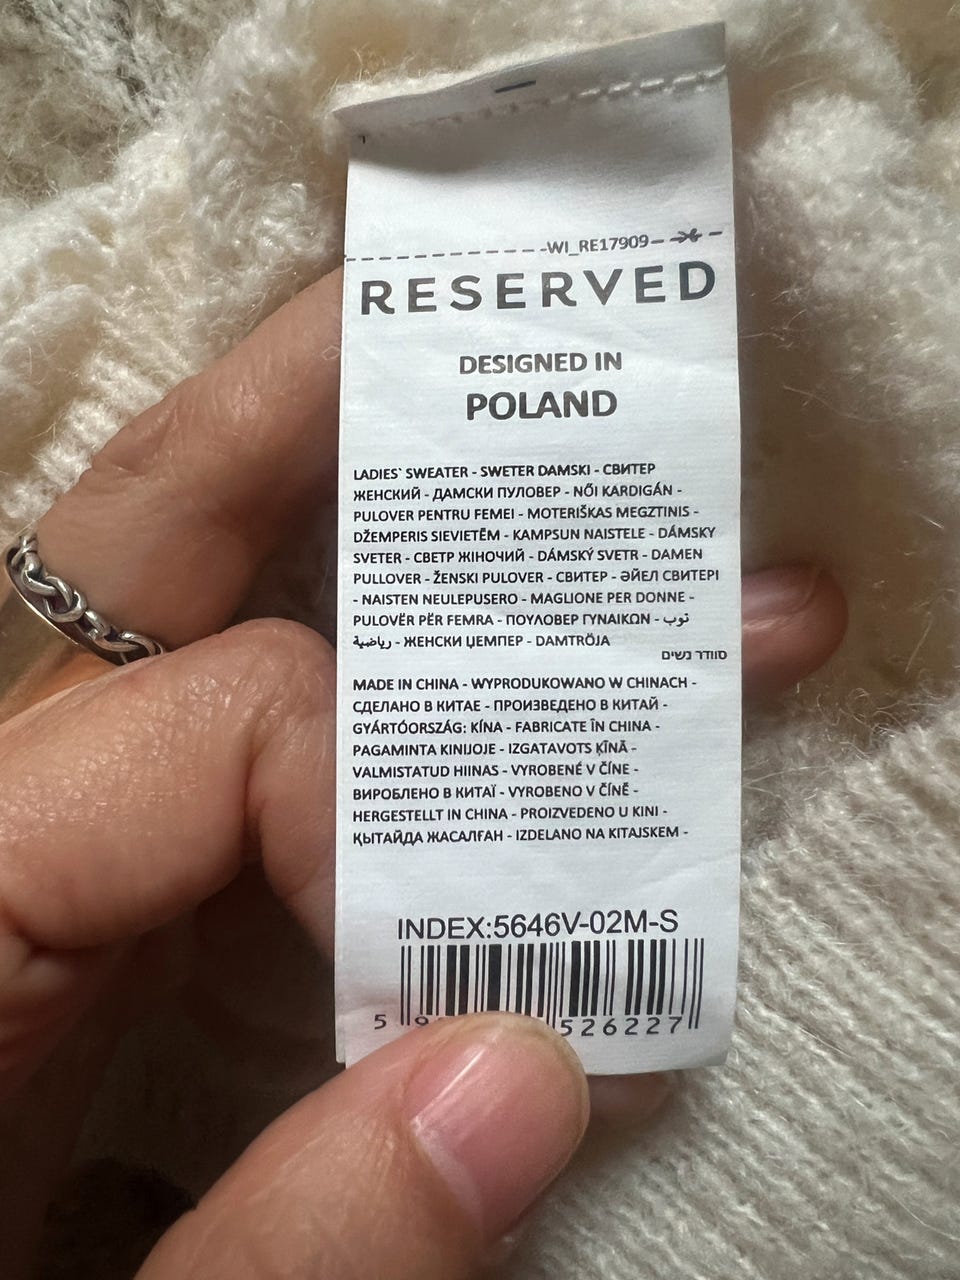 WI_RE17909
RESERVED
DESIGNED IN
POLAND
LADIES` SWEATER - SWETER DAMSKI - СВИТЕР
ЖЕНСКИЙ - ДАМСКИ ПУЛОВЕР - NŐI KARDIGÁN -
PULOVER PENTRU FEMEI - MOTERIŠKAS MEGZTINIS -
DŽEMPERIS SIEVIETĒM - KAMPSUN NAISTELE - DÁMSKY
SVETER - СВЕТР ЖІНОЧИЙ - DÁMSKÝ SVETR - DAMEN
PULLOVER - ŽENSKI PULOVER - СВИТЕР - ӘЙЕЛ СВИТЕРІ
- NAISTEN NEULEPUSERO - MAGLIONE PER DONNE -
PULOVËR PËR FEMRA - ΠΟΥΛΟΒΕΡ ΓΥΝΑΙΚΩΝ - توب
رياضية - ЖЕНСКИ ЏЕМПЕР - DAMTRÖJA
סוודר נשים
MADE IN CHINA - WYPRODUKOWANO W CHINACH -
СДЕЛАНО В КИТАЕ - ПРОИЗВЕДЕНО В КИТАЙ -
GYÁRTÓORSZÁG: KÍNA - FABRICATE ÎN CHINA -
PAGAMINTA KINIJOJE - IZGATAVOTS ĶĪNĀ -
VALMISTATUD HIINAS - VYROBENÉ V ČÍNE -
ВИРОБЛЕНО В КИТАЇ - VYROBENO V ČÍNĚ -
HERGESTELLT IN CHINA - PROIZVEDENO U KINI -
ҚЫТАЙДА ЖАСАЛҒАН - IZDELANO NA KITAJSKEM -
INDEX:5646V-02M-S
5 9 526227